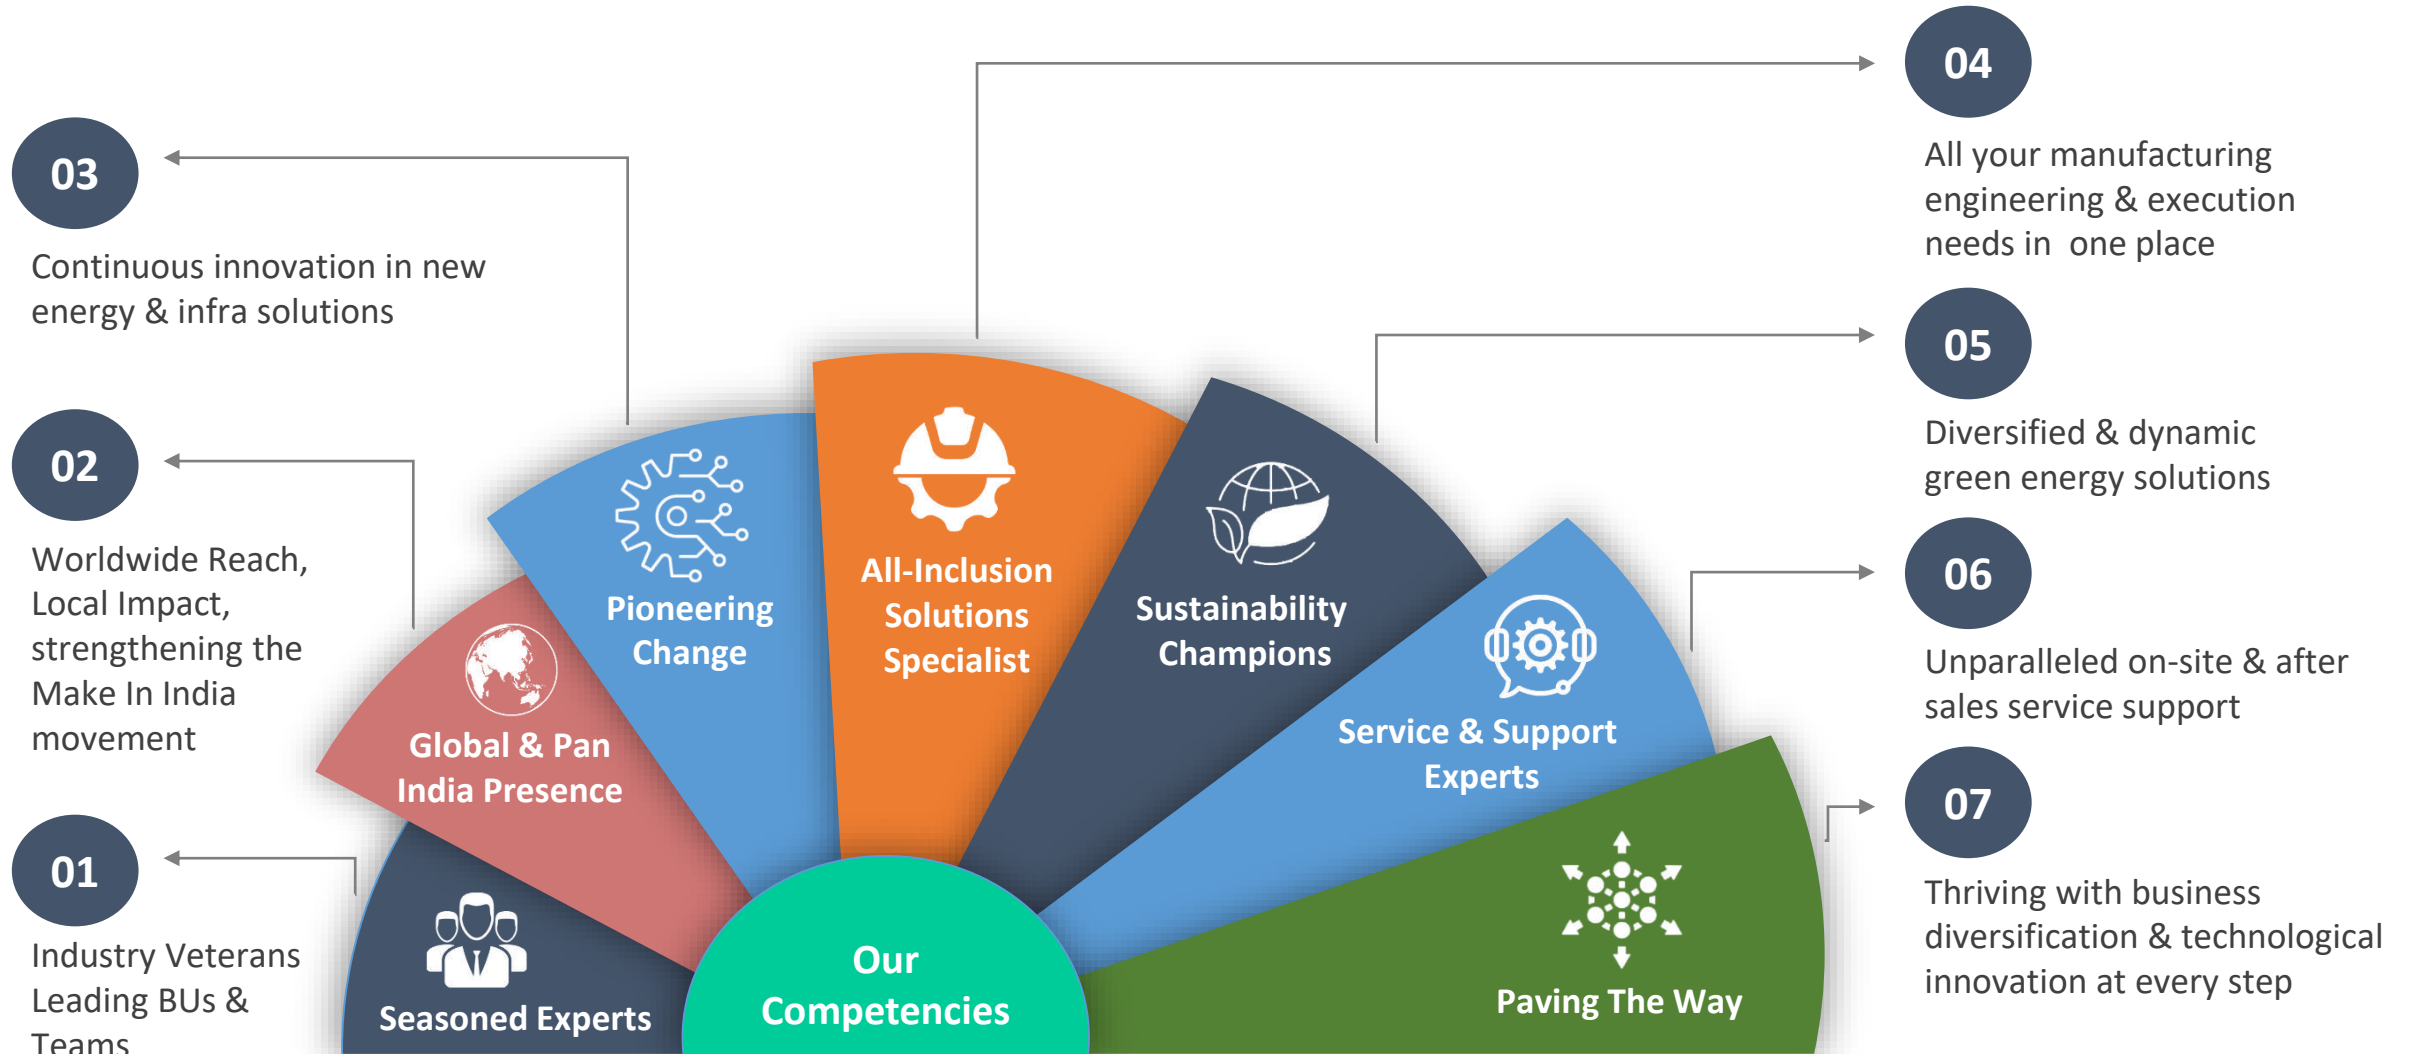 01
Industry Veterans
Leading BUs &
Teams
Seasoned Experts
02
Worldwide Reach,
Local Impact,
strengthening the
Make In India
movement
Global & Pan
India Presence
03
Continuous innovation in new
energy & infra solutions
Pioneering
Change
04
All your manufacturing
engineering & execution
needs in  one place
All-Inclusion
Solutions
Specialist
05
Diversified & dynamic
green energy solutions
Sustainability
Champions
06
Unparalleled on-site & after
sales service support
Service & Support
Experts
07
Thriving with business
diversification & technological
innovation at every step
Paving The Way
Our
Competencies